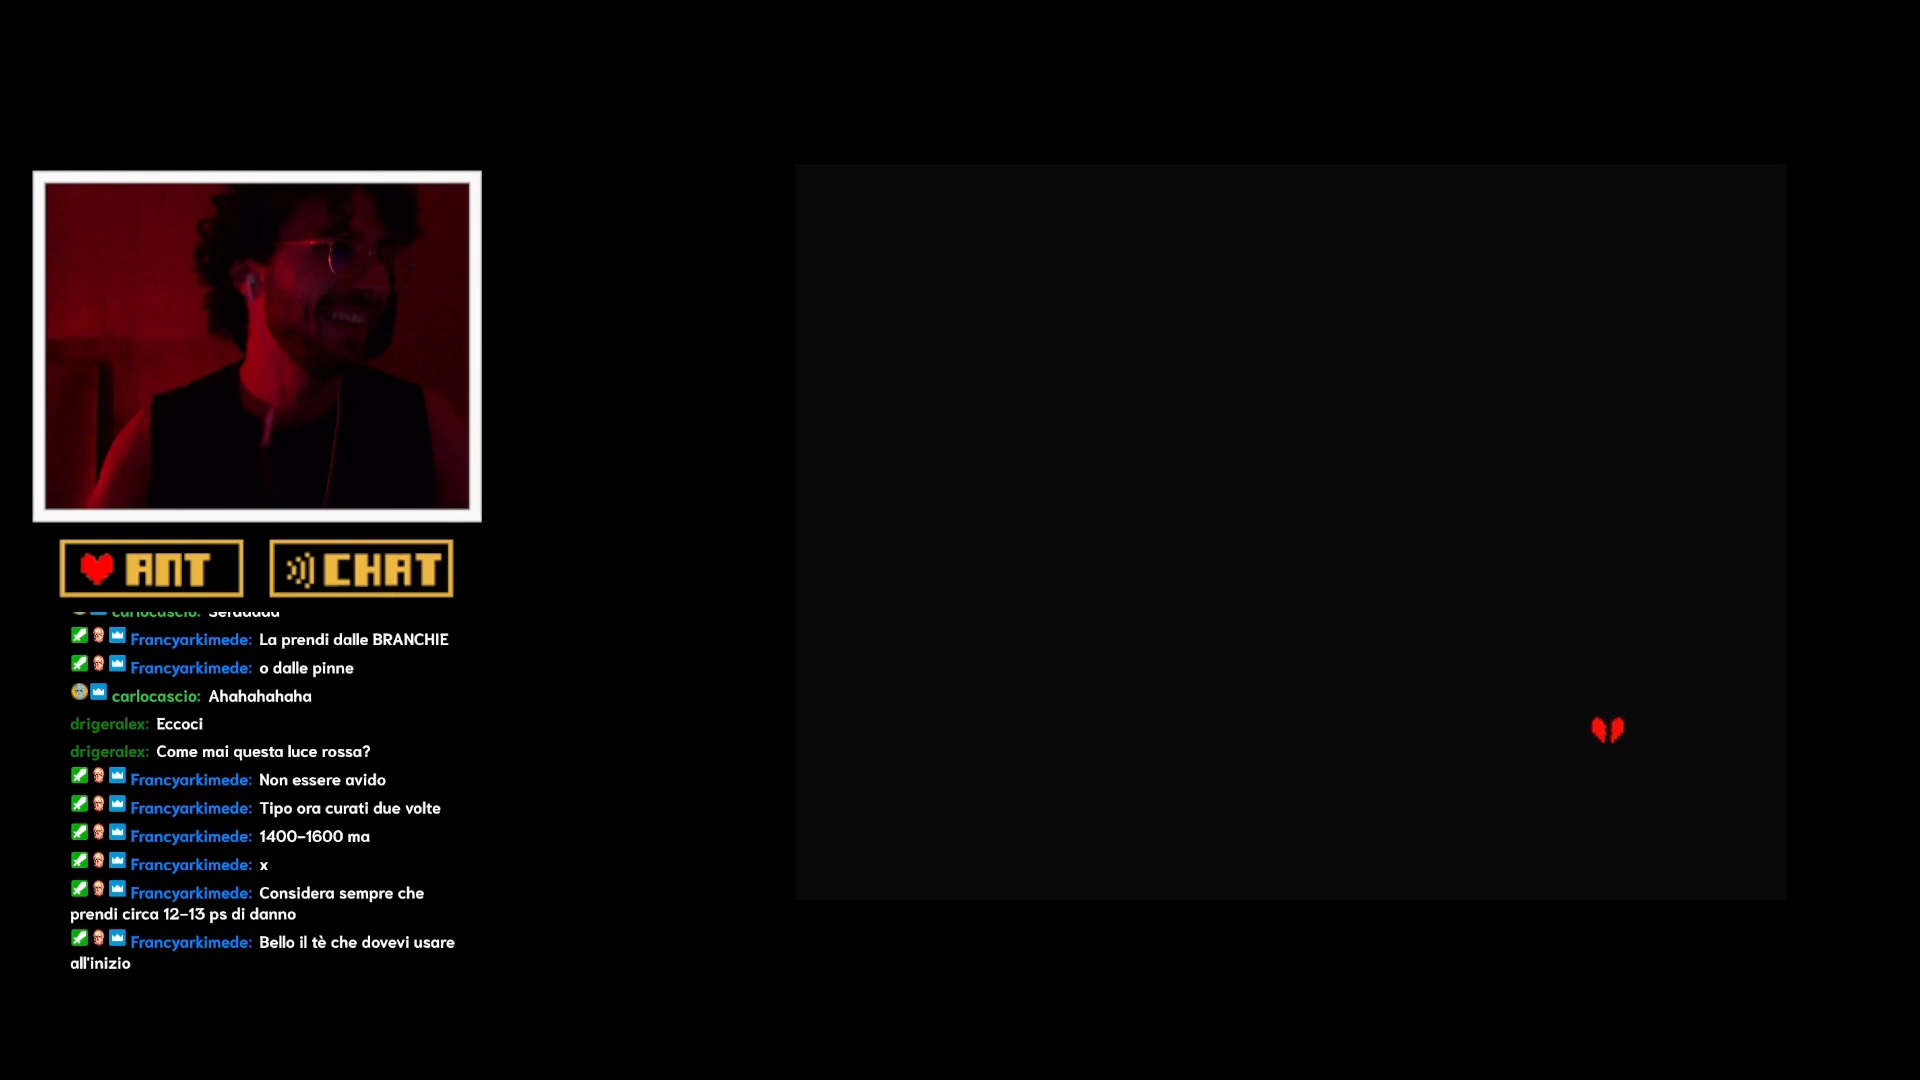 ANT
CHAT
carlocascio:
Francyarkimede: La prendi dalle BRANCHIE
Francyarkimede: o dalle pinne
carlocascio: Ahahahahaha
drigeralex: Eccoci
drigeralex: Come mai questa luce rossa?
Francyarkimede: Non essere avido
Francyarkimede: Tipo ora curati due volte
Francyarkimede: 1400-1600 ma
Francyarkimede: x
Francyarkimede: Considera sempre che
prendi circa 12-13 ps di danno
Francyarkimede: Bello il tè che dovevi usare
all'inizio